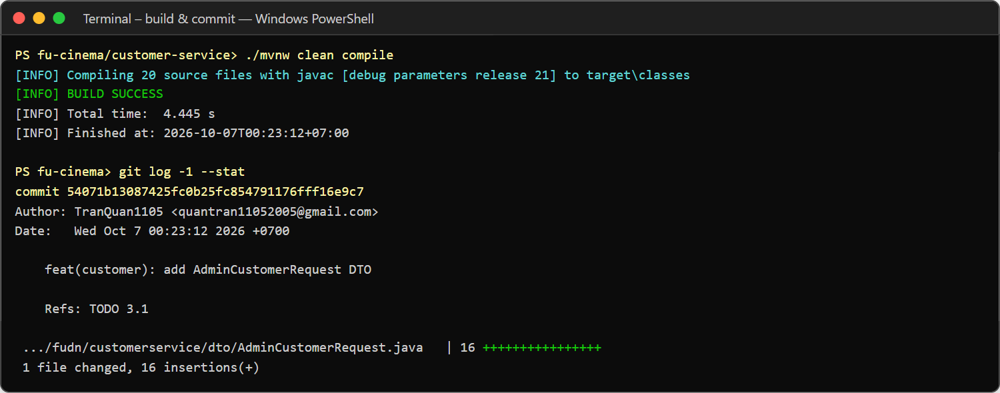 Terminal – build & commit — Windows PowerShell
PS fu-cinema/customer-service> ./mvnw clean compile
[INFO] Compiling 20 source files with javac [debug parameters release 21] to target\classes
[INFO] BUILD SUCCESS
[INFO] Total time:  4.445 s
[INFO] Finished at: 2026-10-07T00:23:12+07:00
PS fu-cinema> git log -1 --stat
commit 54071b13087425fc0b25fc854791176fff16e9c7
Author: TranQuan1105 <quantran11052005@gmail.com>
Date:   Wed Oct 7 00:23:12 2026 +0700
feat(customer): add AdminCustomerRequest DTO
Refs: TODO 3.1
.../fudn/customerservice/dto/AdminCustomerRequest.java   | 16 ++++++++++++++++
1 file changed, 16 insertions(+)